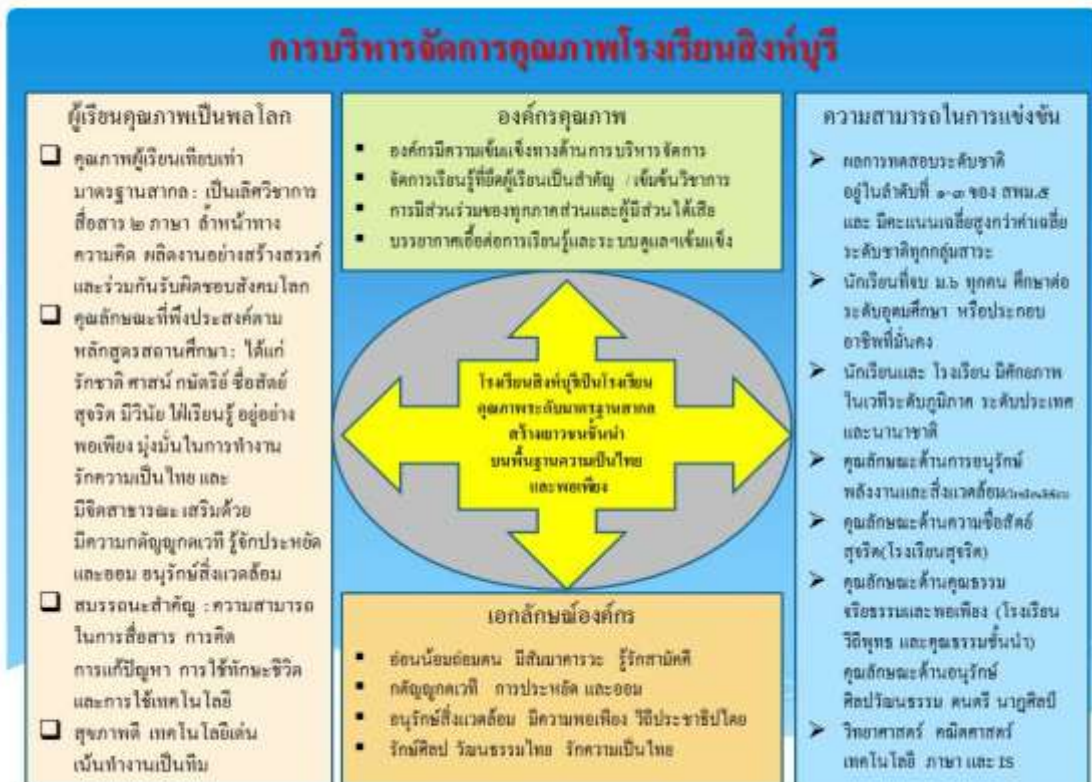 การบริหารจัดการคุณภาพโรงเรียนสิงห์บุรี
ผู้เรียนคุณภาพเป็นพลโลก
คุณภาพผู้เรียนเทียบเท่า
มาตรฐานสากล : เป็นเลิศวิชาการ
สื่อสาร ๒ ภาษา ล้ำหน้าทาง
ความคิด ผลิตงานอย่างสร้างสรรค์
และร่วมกันรับผิดชอบสังคมโลก
คุณลักษณะที่พึงประสงค์ตาม
หลักสูตรสถานศึกษา : ได้แก่
รักชาติ ศาสน์ กษัตริย์ ซื่อสัตย์
สุจริต มีวินัย ใฝ่เรียนรู้ อยู่อย่าง
พอเพียง มุ่งมั่นในการทำงาน
รักความเป็นไทย และ
มีจิตสาธารณะ เสริมด้วย
มีความกตัญญูกตเวที รู้จักประหยัด
และออม อนุรักษ์สิ่งแวดล้อม
สมรรถนะสำคัญ : ความสามารถ
ในการสื่อสาร การคิด
การแก้ปัญหา การใช้ทักษะชีวิต
และการใช้เทคโนโลยี
สุขภาพดี เทคโนโลยีเด่น
เน้นทำงานเป็นทีม
องค์กรคุณภาพ
องค์กรมีความเข้มแข็งทางด้านการบริหารจัดการ
จัดการเรียนรู้ที่ยึดผู้เรียนเป็นสำคัญ / เข้มข้นวิชาการ
การมีส่วนร่วมของทุกภาคส่วนและผู้มีส่วนได้เสีย
บรรยากาศเอื้อต่อการเรียนรู้และระบบดูแลฯเข้มแข็ง
โรงเรียนสิงห์บุรีเป็นโรงเรียน
คุณภาพระดับมาตรฐานสากล
สร้างเยาวชนชั้นนำ
บนพื้นฐานความเป็นไทย
และพอเพียง
เอกลักษณ์องค์กร
อ่อนน้อมถ่อมตน มีสัมมาคารวะ รู้รักสามัคคี
กตัญญูกตเวที การประหยัด และออม
อนุรักษ์สิ่งแวดล้อม มีความพอเพียง วิถีประชาธิปไตย
รักษ์ศิลป วัฒนธรรมไทย รักความเป็นไทย
ความสามารถในการแข่งขัน
ผลการทดสอบระดับชาติ
อยู่ในลำดับที่ ๑-๓ ของ สพม.๕
และ มีคะแนนเฉลี่ยสูงกว่าค่าเฉลี่ย
ระดับชาติทุกกลุ่มสาระ
นักเรียนที่จบ ม.๖ ทุกคน ศึกษาต่อ
ระดับอุดมศึกษา หรือประกอบ
อาชีพที่มั่นคง
นักเรียนและ โรงเรียน มีศักยภาพ
ในเวทีระดับภูมิภาค ระดับประเทศ
และนานาชาติ
คุณลักษณะด้านการอนุรักษ์
พลังงานและสิ่งแวดล้อม
คุณลักษณะด้านความซื่อสัตย์
สุจริต(โรงเรียนสุจริต)
คุณลักษณะด้านคุณธรรม
จริยธรรมและพอเพียง (โรงเรียน
วิถีพุทธ และคุณธรรมชั้นนำ)
คุณลักษณะด้านอนุรักษ์
ศิลปวัฒนธรรม ดนตรี นาฏศิลป์
วิทยาศาสตร์ คณิตศาสตร์
เทคโนโลยี ภาษา และ IS